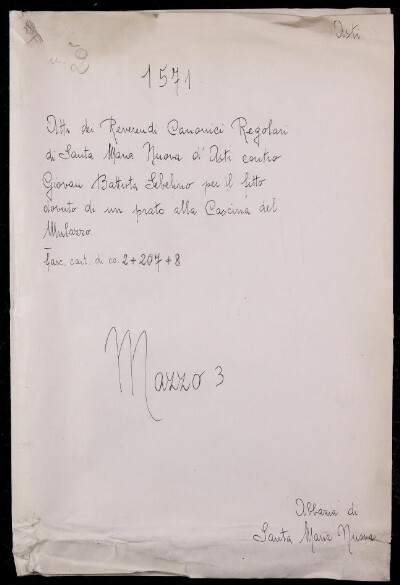 Asti
n. 20
1571
Atti dei Reverendi Canonici Regolari
di Santa Maria Nuova d'Asti contro
Giovan Battista Sebelino per il fitto
dovuto di un prato alla Cascina del
Mulazzo.
Fasc. cart. di cc. 2+207+8
Mazzo 3
Abbazia di
Santa Maria Nuova